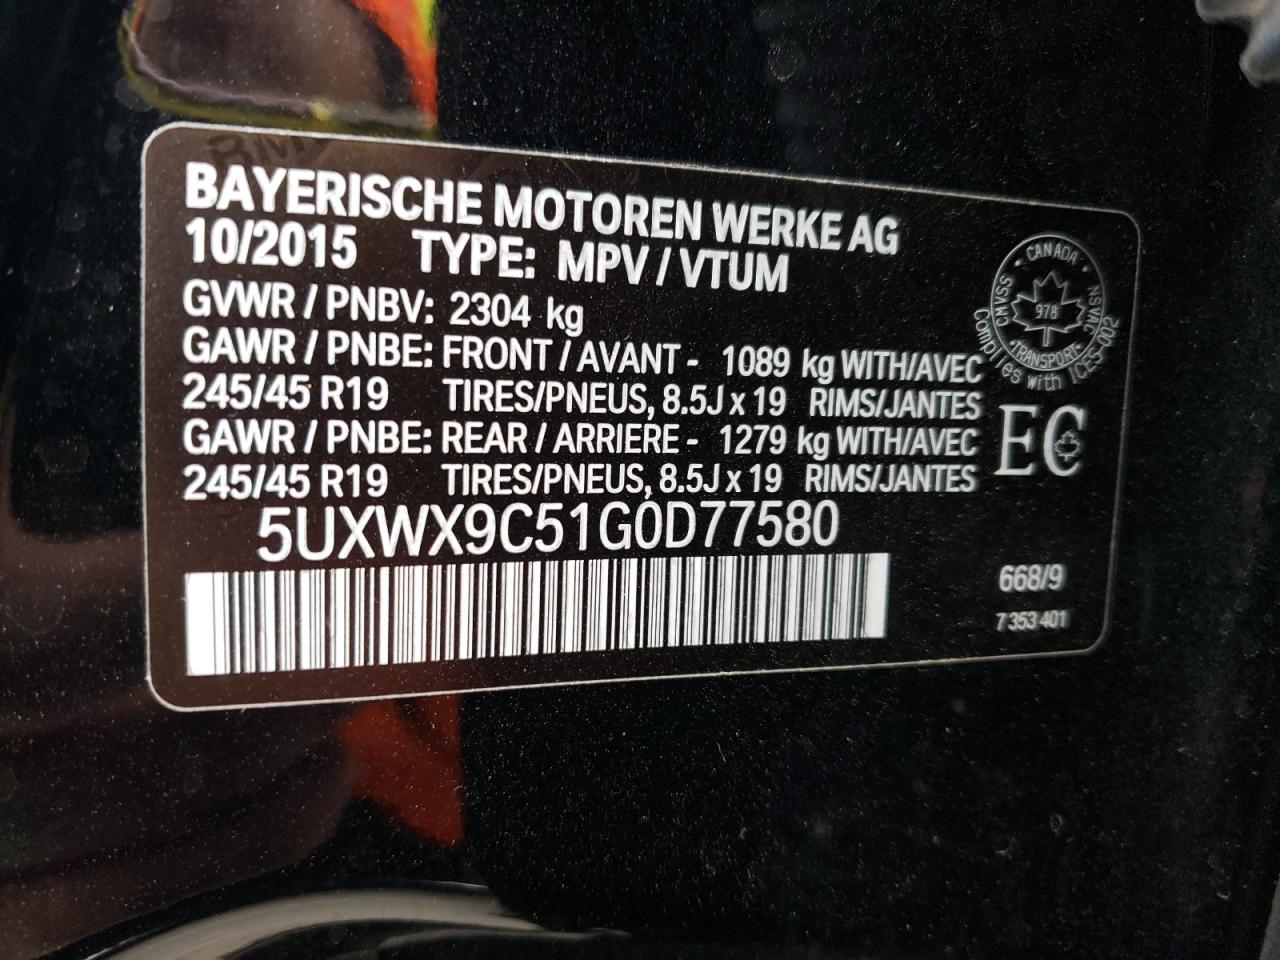 BAYERISCHE MOTOREN WERKE AG
10/2015 TYPE: MPV / VTUM
GVWR / PNBV: 2304 kg
GAWR / PNBE: FRONT / AVANT - 1089 kg WITH/AVEC
245/45 R19 TIRES/PNEUS, 8.5J x 19 RIMS/JANTES
GAWR / PNBE: REAR / ARRIERE - 1279 kg WITH/AVEC
245/45 R19 TIRES/PNEUS, 8.5J x 19 RIMS/JANTES
5UXWX9C51G0D77580
CANADA
CMVSS
NSVAC
978
TRANSPORT
Complies with ICES-002
EC
668/9
7 353 401